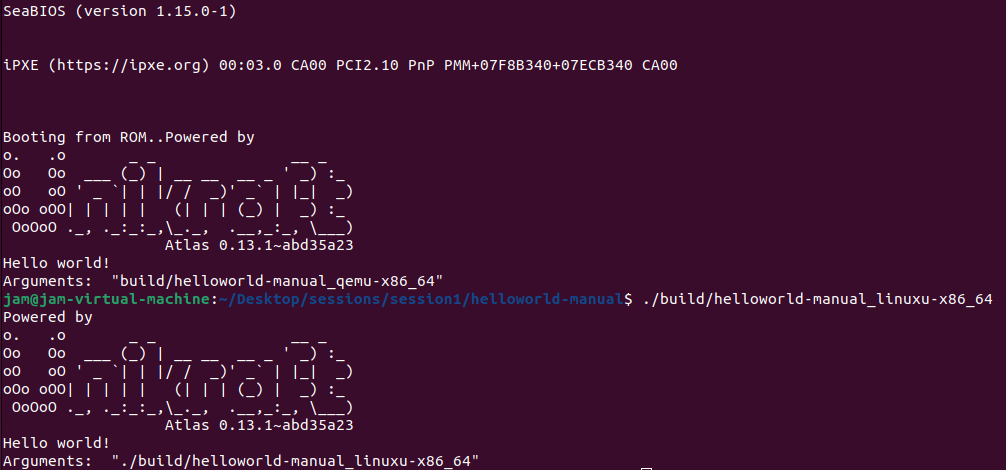 SeaBIOS (version 1.15.0-1)
iPXE (https://ipxe.org) 00:03.0 CA00 PCI2.10 PnP PMM+07F8B340+07ECB340 CA00
Booting from ROM..Powered by
o.   .o       _ _               __ _
Oo   Oo  ___ (_) | __ __  __ _ ' _) :_
oO   oO ' _ `| | |/ /  _)' _` | |_|  _)
oOo oOO| | | | |   (| | | (_) |  _) :_
 OoOoO ._, ._:_:_,\_._,  .__,_:_, \___)
                  Atlas 0.13.1~abd35a23
Hello world!
Arguments:  "build/helloworld-manual_qemu-x86_64"
jam@jam-virtual-machine:~/Desktop/sessions/session1/helloworld-manual$ ./build/helloworld-manual_linuxu-x86_64
Powered by
o.   .o       _ _               __ _
Oo   Oo  ___ (_) | __ __  __ _ ' _) :_
oO   oO ' _ `| | |/ /  _)' _` | |_|  _)
oOo oOO| | | | |   (| | | (_) |  _) :_
 OoOoO ._, ._:_:_,\_._,  .__,_:_, \___)
                  Atlas 0.13.1~abd35a23
Hello world!
Arguments:  "./build/helloworld-manual_linuxu-x86_64"